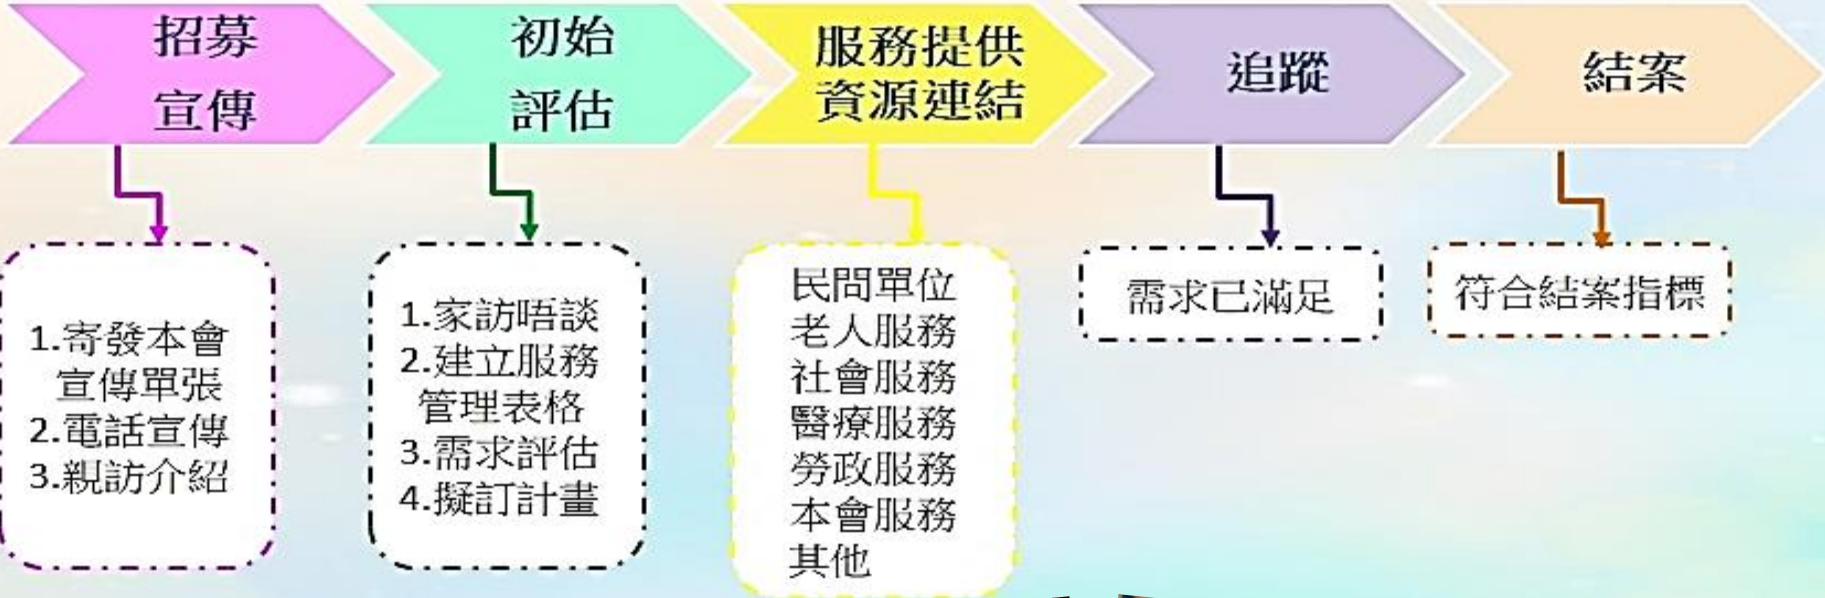 招募
宣傳
初始
評估
服務提供
資源連結
追蹤
結案
1.寄發本會
宣傳單張
2.電話宣傳
3.親訪介紹
1.家訪晤談
2.建立服務
管理表格
3.需求評估
4.擬訂計畫
民間單位
老人服務
社會服務
醫療服務
勞政服務
本會服務
其他
需求已滿足
符合結案指標